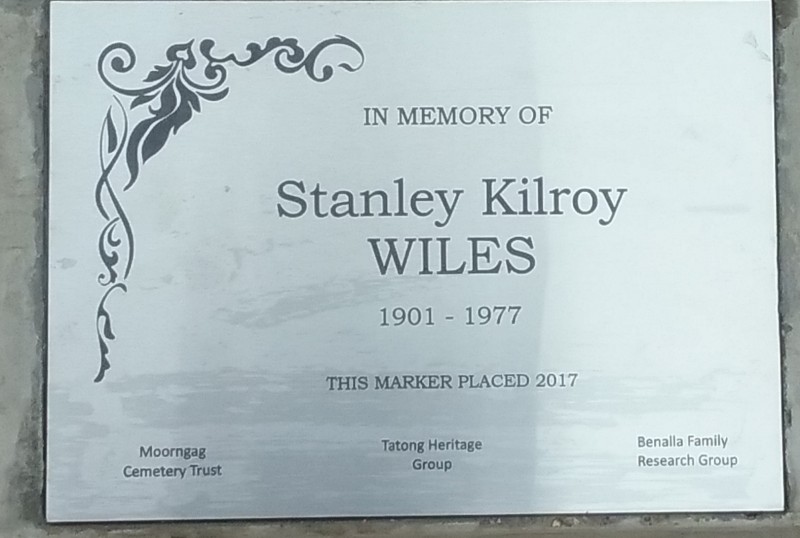 IN MEMORY OF
Stanley Kilroy
WILES
1901 - 1977
THIS MARKER PLACED 2017
Moorngag
Cemetery Trust
Tatong Heritage
Group
Benalla Family
Research Group